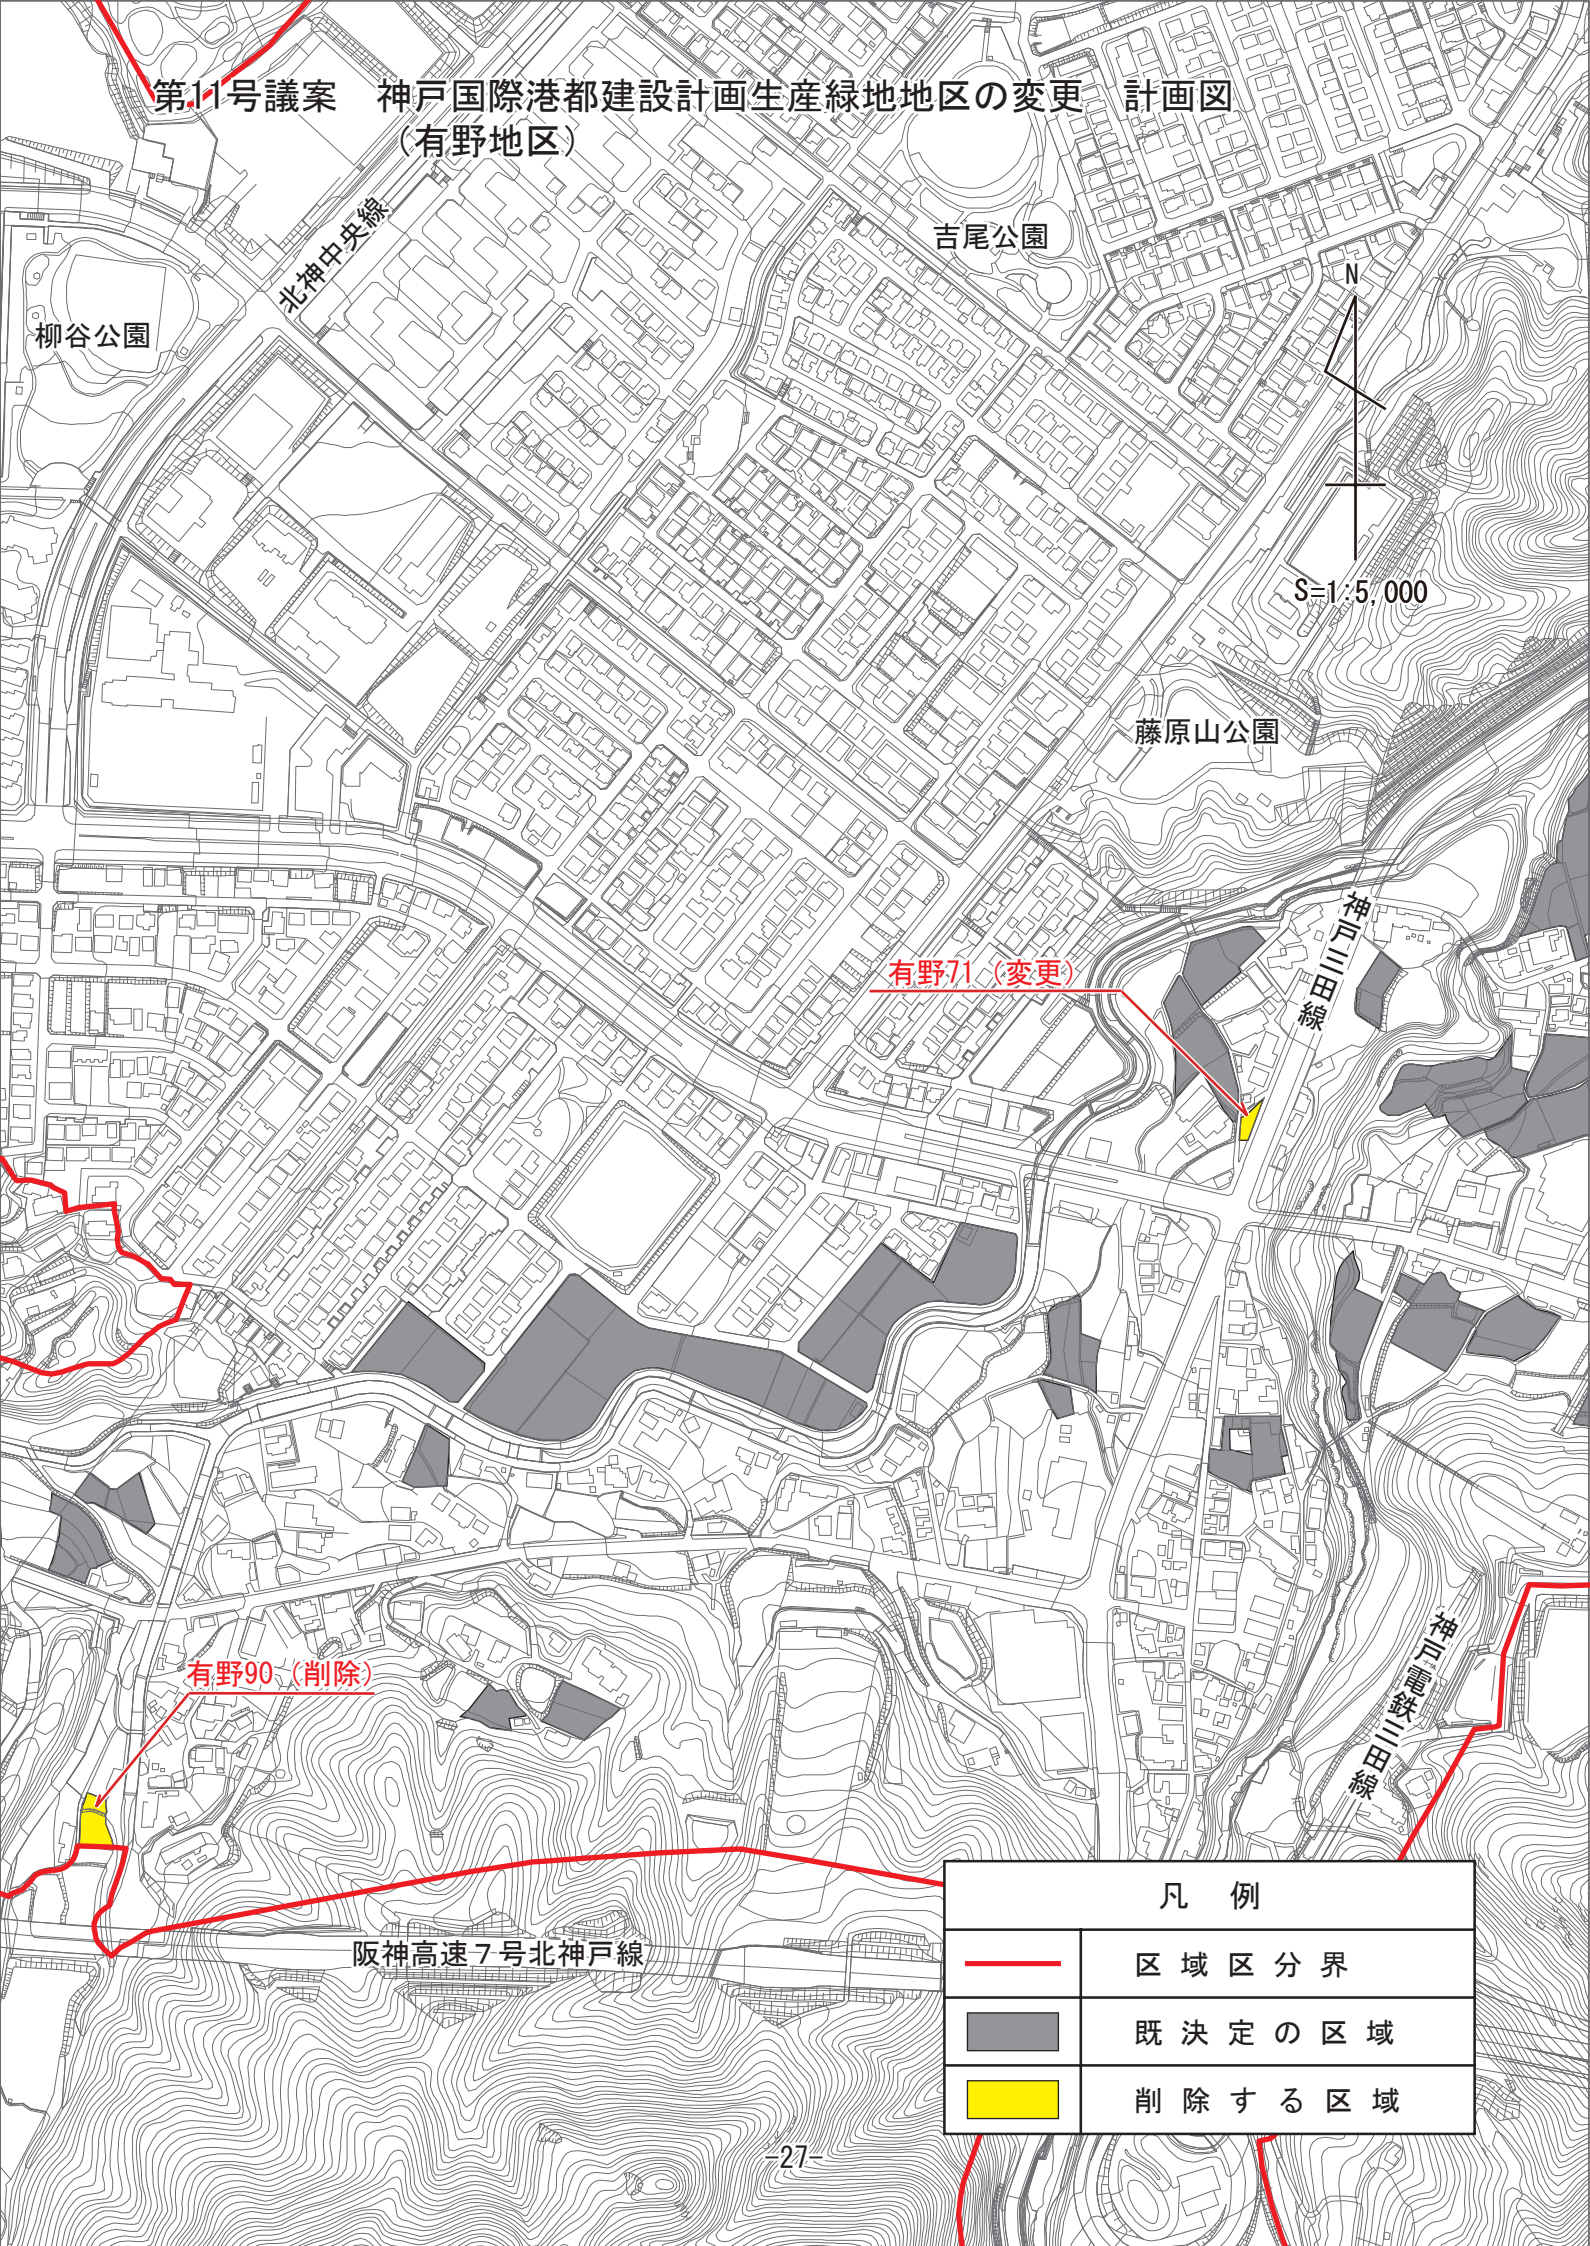 第11号議案　神戸国際港都建設計画生産緑地地区の変更　計画図
（有野地区）
北神中央線
吉尾公園
柳谷公園
N
S=1:5,000
藤原山公園
神戸三田線
有野71（変更）
有野90（削除）
神戸電鉄三田線
阪神高速７号北神戸線
凡　例
区域区分界
既決定の区域
削除する区域
-27-